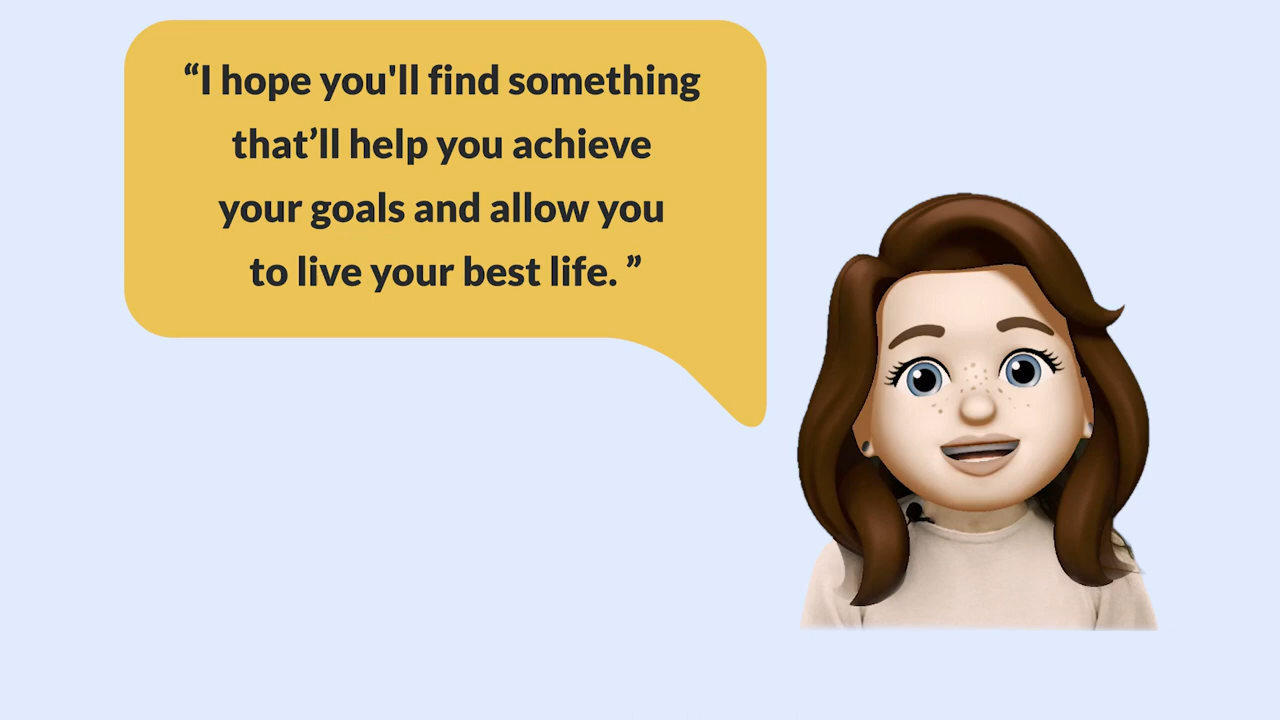 “I hope you'll find something
that’ll help you achieve
your goals and allow you
to live your best life. ”